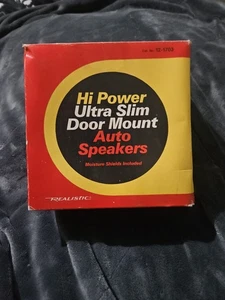 Hi Power
Ultra Slim
Door Mount
Auto
Speakers
Moisture Shields Included
REALISTIC